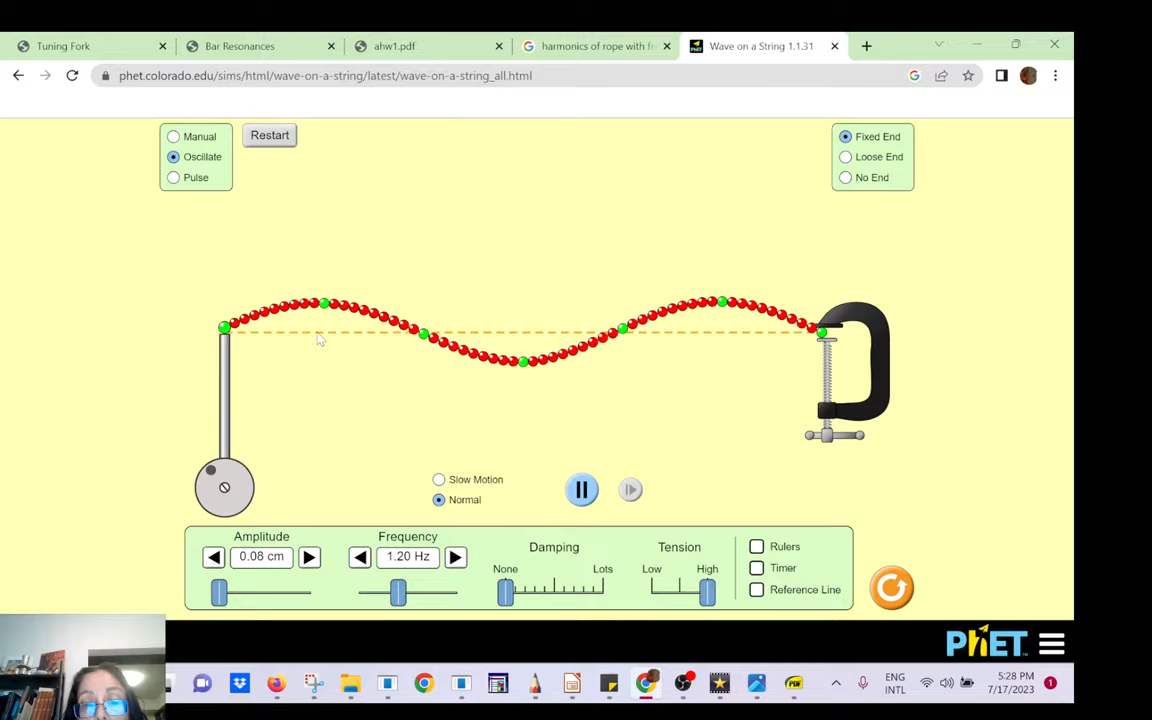 Tuning Fork
Bar Resonances
ahw1.pdf
harmonics of rope with fr
Wave on a String 1.1.31
phet.colorado.edu/sims/html/wave-on-a-string/latest/wave-on-a-string_all.html
Manual
Oscillate
Pulse
Restart
Fixed End
Loose End
No End
Slow Motion
Normal
Amplitude
0.08 cm
Frequency
1.20 Hz
Damping
None
Lots
Tension
Low
High
Rulers
Timer
Reference Line
PhET
ENG
INTL
5:28 PM
7/17/2023
1